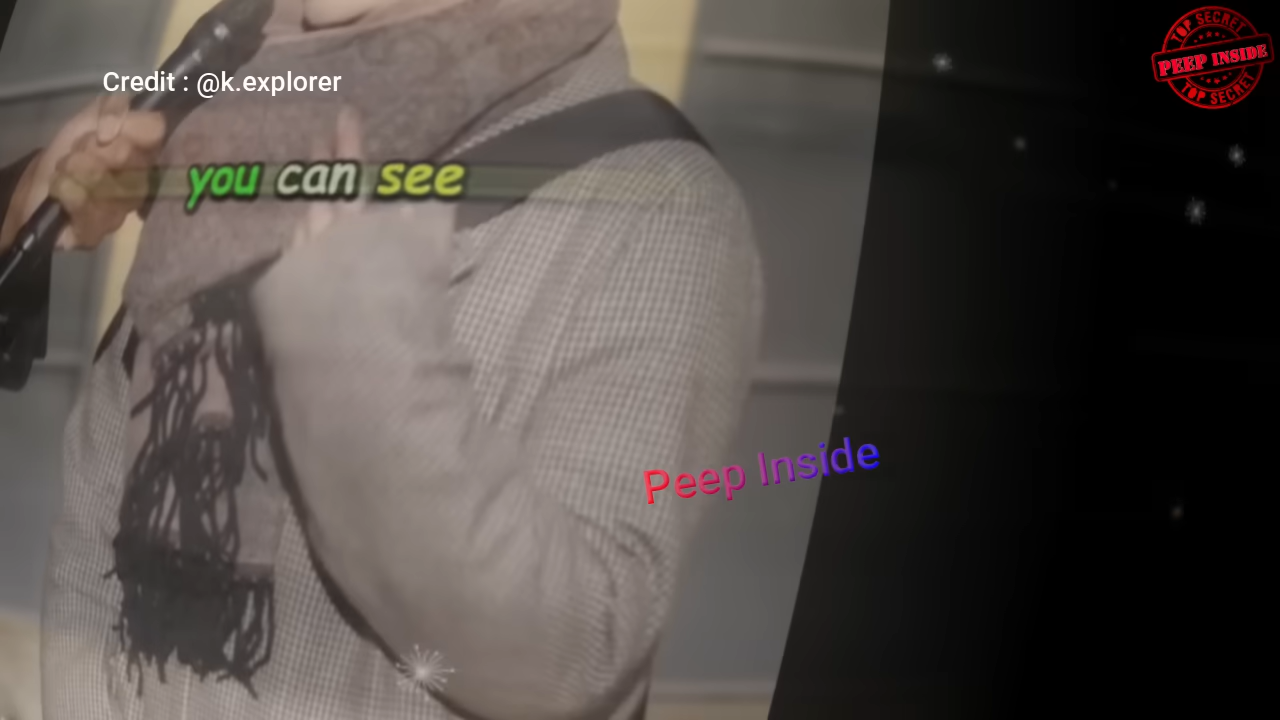 TOP SECRET
PEEP INSIDE
TOP SECRET
Credit : @k.explorer
you can see
Peep Inside